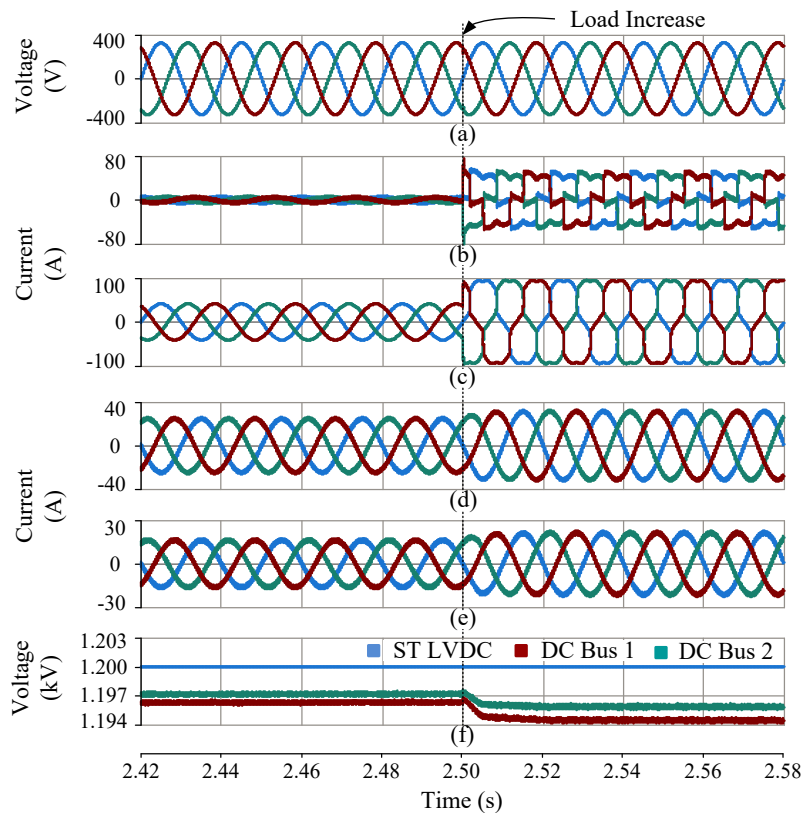 Load Increase
Voltage
(V)
400
0
-400
(a)
80
0
-80
(b)
Current
(A)
100
0
-100
(c)
40
0
-40
(d)
Current
(A)
30
0
-30
(e)
Voltage
(kV)
1.203
1.200
1.197
1.194
ST LVDC DC Bus 1 DC Bus 2
(f)
2.42 2.44 2.46 2.48 2.50 2.52 2.54 2.56 2.58
Time (s)